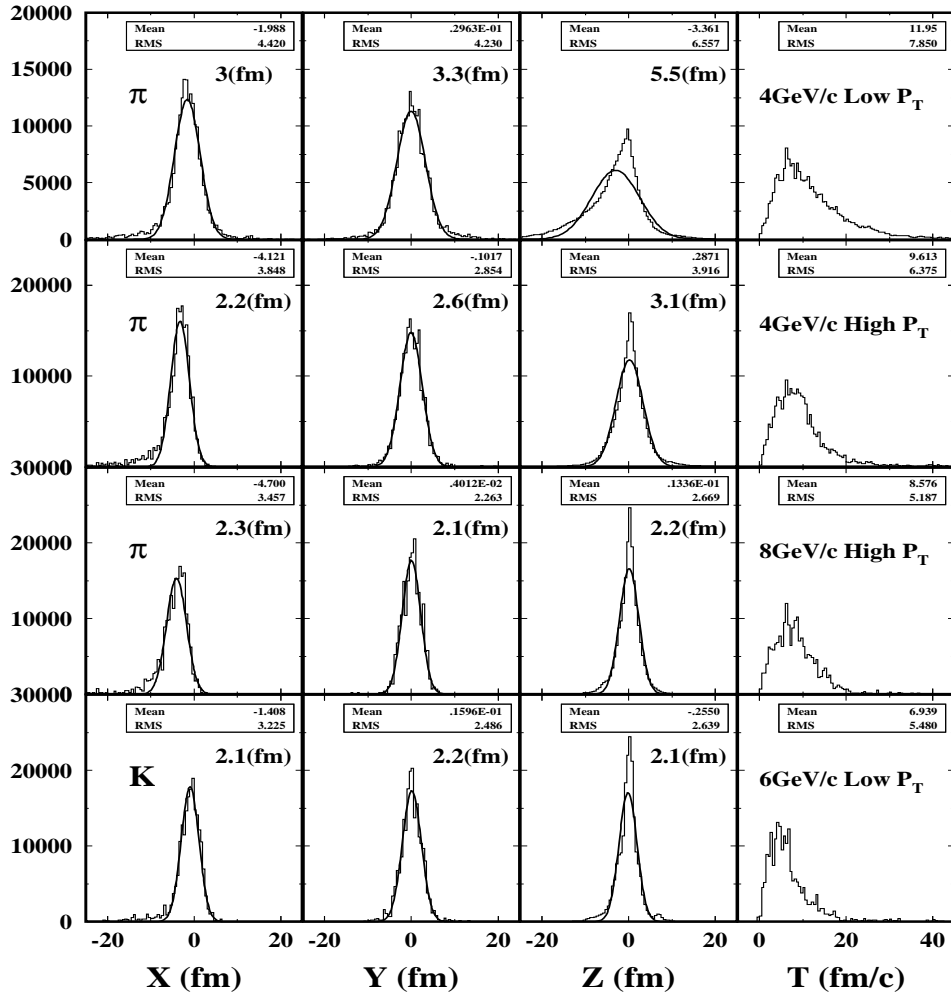 20000
15000
10000
5000
0
Mean -1.988
RMS 4.420
3(fm)
π
Mean .2963E-01
RMS 4.230
3.3(fm)
Mean -3.361
RMS 6.557
5.5(fm)
Mean 11.95
RMS 7.850
4GeV/c Low P_T
20000
10000
30000
Mean -4.121
RMS 3.848
2.2(fm)
π
Mean -.1017
RMS 2.854
2.6(fm)
Mean .2871
RMS 3.916
3.1(fm)
Mean 9.613
RMS 6.375
4GeV/c High P_T
20000
10000
30000
Mean -4.700
RMS 3.457
2.3(fm)
π
Mean .4012E-02
RMS 2.263
2.1(fm)
Mean .1336E-01
RMS 2.669
2.2(fm)
Mean 8.576
RMS 5.187
8GeV/c High P_T
20000
10000
0
Mean -1.408
RMS 3.225
2.1(fm)
K
Mean .1596E-01
RMS 2.486
2.2(fm)
Mean -.2550
RMS 2.639
2.1(fm)
Mean 6.939
RMS 5.480
6GeV/c Low P_T
-20 0 20 -20 0 20 -20 0 20 0 20 40
X (fm) Y (fm) Z (fm) T (fm/c)